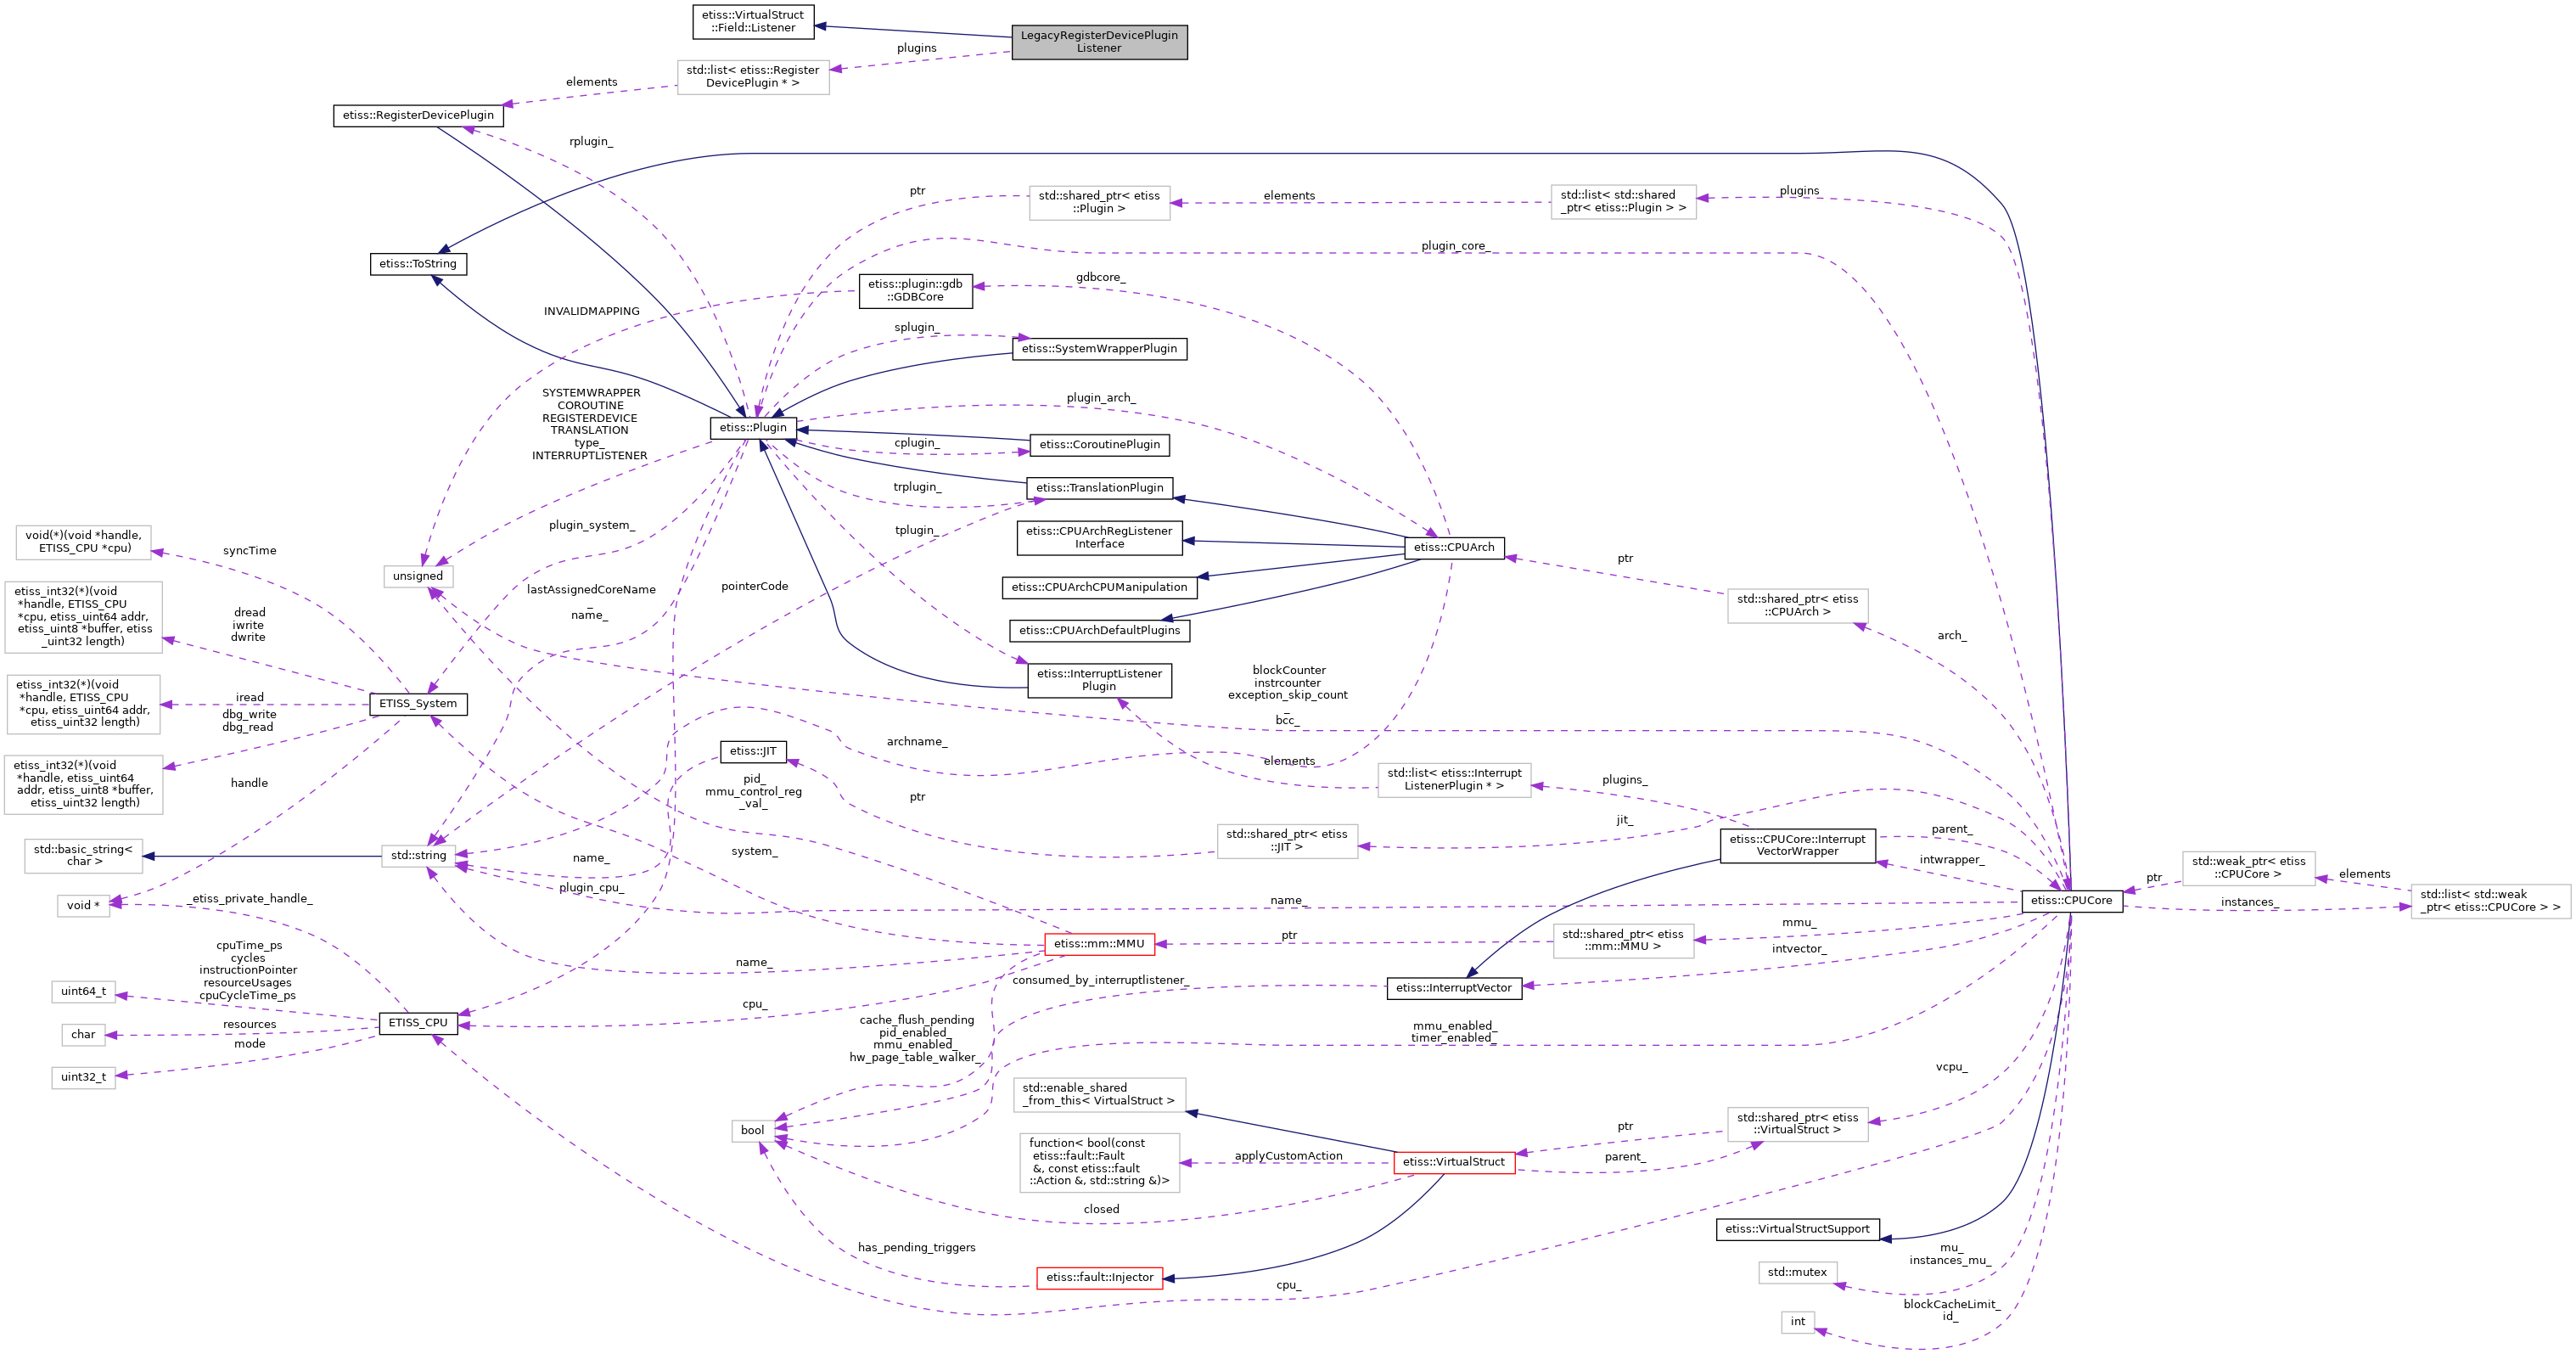 etiss::VirtualStruct
::Field::Listener
LegacyRegisterDevicePlugin
Listener
plugins
std::list< etiss::Register
DevicePlugin * >
elements
etiss::RegisterDevicePlugin
rplugin_
ptr
std::shared_ptr< etiss
::Plugin >
elements
std::list< std::shared
_ptr< etiss::Plugin > >
plugins
plugin_core_
etiss::ToString
etiss::plugin::gdb
::GDBCore
gdbcore_
INVALIDMAPPING
splugin_
etiss::SystemWrapperPlugin
SYSTEMWRAPPER
COROUTINE
REGISTERDEVICE
TRANSLATION
type_
INTERRUPTLISTENER
plugin_arch_
etiss::Plugin
cplugin_
etiss::CoroutinePlugin
trplugin_
etiss::TranslationPlugin
plugin_system_
tplugin_
etiss::CPUArchRegListener
Interface
etiss::CPUArch
void(*)(void *handle,
ETISS_CPU *cpu)
syncTime
unsigned
lastAssignedCoreName
_
name_
pointerCode
etiss::CPUArchCPUManipulation
ptr
std::shared_ptr< etiss
::CPUArch >
etiss_int32(*)(void
*handle, ETISS_CPU
*cpu, etiss_uint64 addr,
etiss_uint8 *buffer, etiss
_uint32 length)
dread
iwrite
dwrite
etiss::CPUArchDefaultPlugins
arch_
etiss::InterruptListener
Plugin
blockCounter
instrcounter
exception_skip_count
_
bcc_
etiss_int32(*)(void
*handle, ETISS_CPU
*cpu, etiss_uint64 addr,
etiss_uint32 length)
iread
dbg_write
dbg_read
ETISS_System
etiss::JIT
archname_
elements
std::list< etiss::Interrupt
ListenerPlugin * >
plugins_
etiss_int32(*)(void
*handle, etiss_uint64
addr, etiss_uint8 *buffer,
etiss_uint32 length)
handle
pid_
mmu_control_reg
_val_
ptr
std::shared_ptr< etiss
::JIT >
jit_
etiss::CPUCore::Interrupt
VectorWrapper
parent_
intwrapper_
std::basic_string<
char >
std::string
name_
system_
plugin_cpu_
ptr
std::weak_ptr< etiss
::CPUCore >
elements
std::list< std::weak
_ptr< etiss::CPUCore > >
instances_
etiss::CPUCore
void *
_etiss_private_handle_
name_
etiss::mm::MMU
ptr
std::shared_ptr< etiss
::mm::MMU >
mmu_
intvector_
name_
cpuTime_ps
cycles
instructionPointer
resourceUsages
cpuCycleTime_ps
uint64_t
consumed_by_interruptlistener_
etiss::InterruptVector
cpu_
char
resources
mode
uint32_t
ETISS_CPU
cache_flush_pending
pid_enabled_
mmu_enabled_
hw_page_table_walker_
mmu_enabled_
timer_enabled_
vcpu_
std::enable_shared
_from_this< VirtualStruct >
bool
std::shared_ptr< etiss
::VirtualStruct >
ptr
parent_
function< bool(const
etiss::fault::Fault
&, const etiss::fault
::Action &, std::string &)>
applyCustomAction
etiss::VirtualStruct
closed
etiss::VirtualStructSupport
has_pending_triggers
etiss::fault::Injector
cpu_
std::mutex
mu_
instances_mu_
int
blockCacheLimit_
id_